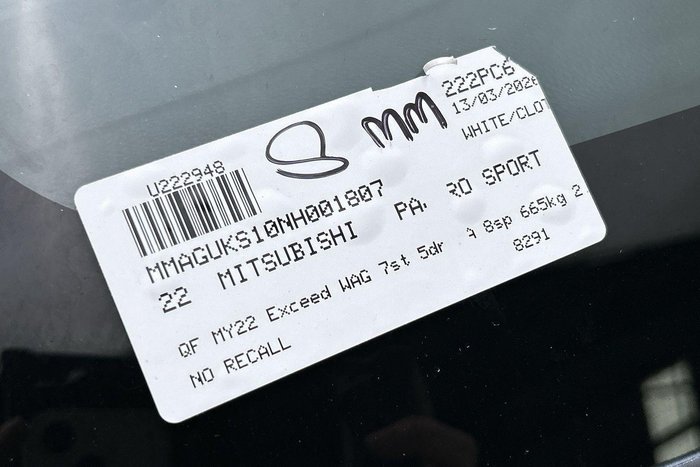 U222948
MM
222PC6
13/03/2026
WHITE/CLOT
MMAGUKS10NH001807
22 MITSUBISHI PA RO SPORT
QF MY22 Exceed WAG 7st 5dr A 8sp 665kg 2
8291
NO RECALL